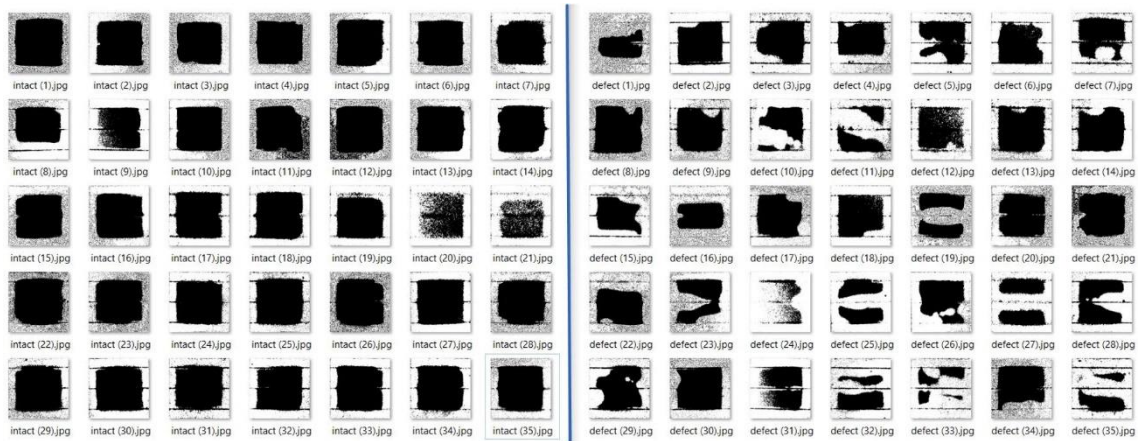 intact (1).jpg intact (2).jpg intact (3).jpg intact (4).jpg intact (5).jpg intact (6).jpg intact (7).jpg defect (1).jpg defect (2).jpg defect (3).jpg defect (4).jpg defect (5).jpg defect (6).jpg defect (7).jpg
intact (8).jpg intact (9).jpg intact (10).jpg intact (11).jpg intact (12).jpg intact (13).jpg intact (14).jpg defect (8).jpg defect (9).jpg defect (10).jpg defect (11).jpg defect (12).jpg defect (13).jpg defect (14).jpg
intact (15).jpg intact (16).jpg intact (17).jpg intact (18).jpg intact (19).jpg intact (20).jpg intact (21).jpg defect (15).jpg defect (16).jpg defect (17).jpg defect (18).jpg defect (19).jpg defect (20).jpg defect (21).jpg
intact (22).jpg intact (23).jpg intact (24).jpg intact (25).jpg intact (26).jpg intact (27).jpg intact (28).jpg defect (22).jpg defect (23).jpg defect (24).jpg defect (25).jpg defect (26).jpg defect (27).jpg defect (28).jpg
intact (29).jpg intact (30).jpg intact (31).jpg intact (32).jpg intact (33).jpg intact (34).jpg intact (35).jpg defect (29).jpg defect (30).jpg defect (31).jpg defect (32).jpg defect (33).jpg defect (34).jpg defect (35).jpg